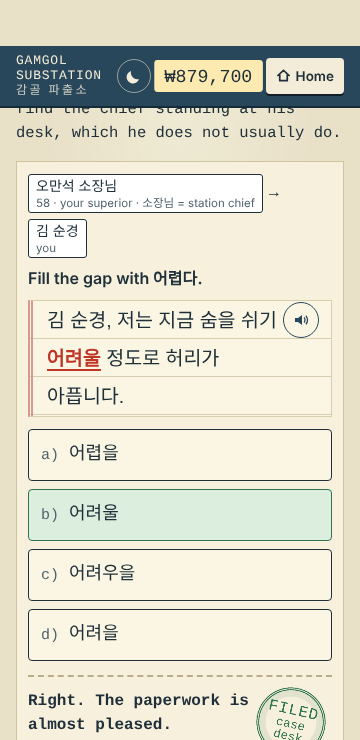 GAMGOL
SUBSTATION
감골 파출소
₩879,700
Home
find the chief standing at his
desk, which he does not usually do.
오만석 소장님
58 · your superior · 소장님 = station chief
→
김 순경
you
Fill the gap with 어렵다.
김 순경, 저는 지금 숨을 쉬기
어려울 정도로 허리가
아픕니다.
a) 어렵을
b) 어려울
c) 어려우을
d) 어려을
Right. The paperwork is
almost pleased.
FILED
case
desk